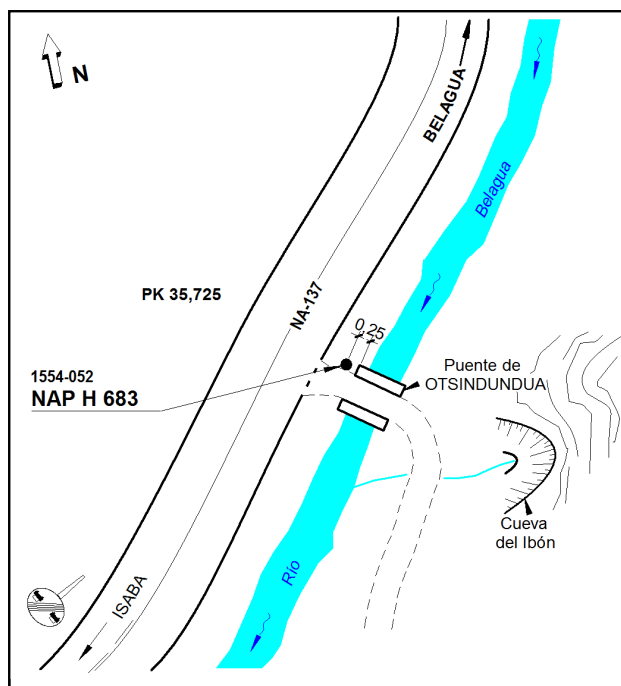 N
BELAGUA
Belagua
PK 35,725
NA-137
0,25
1554-052
NAP H 683
Puente de
OTSINDUNDUA
Cueva
del Ibón
Río
ISABA